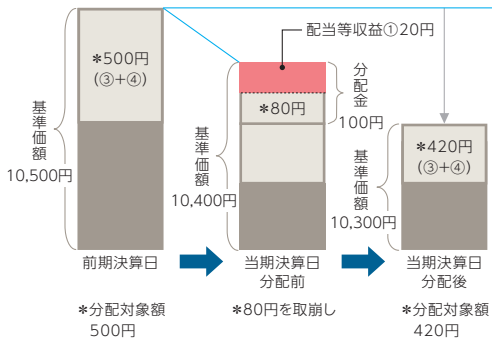 配当等収益①20円
*500円
(③+④)
分配金
100円
*80円
*420円
(③+④)
基準価額
10,500円
基準価額
10,400円
基準価額
10,300円
前期決算日
当期決算日
分配前
当期決算日
分配後
*分配対象額
500円
*80円を取崩し
*分配対象額
420円